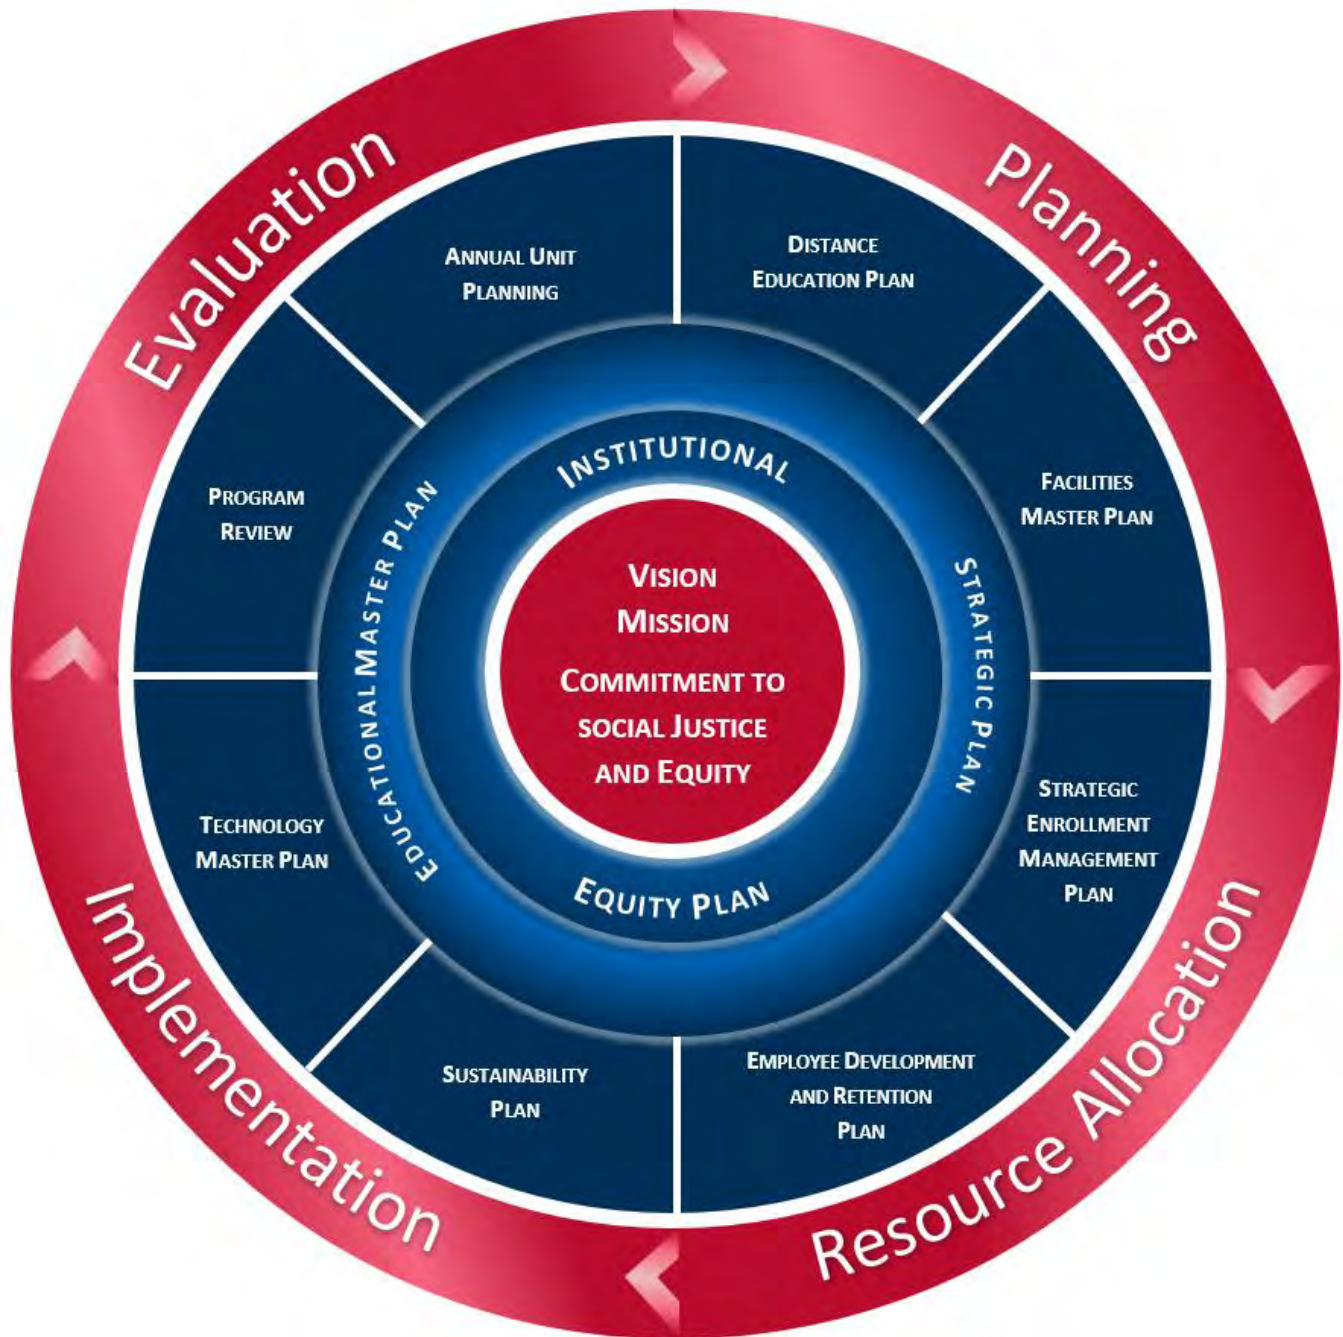 Evaluation
Planning
Resource Allocation
Implementation
ANNUAL UNIT
PLANNING
DISTANCE
EDUCATION PLAN
FACILITIES
MASTER PLAN
STRATEGIC
ENROLLMENT
MANAGEMENT
PLAN
EMPLOYEE DEVELOPMENT
AND RETENTION
PLAN
SUSTAINABILITY
PLAN
TECHNOLOGY
MASTER PLAN
PROGRAM
REVIEW
EDUCATIONAL MASTER PLAN
STRATEGIC PLAN
INSTITUTIONAL
EQUITY PLAN
VISION
MISSION
COMMITMENT TO
SOCIAL JUSTICE
AND EQUITY